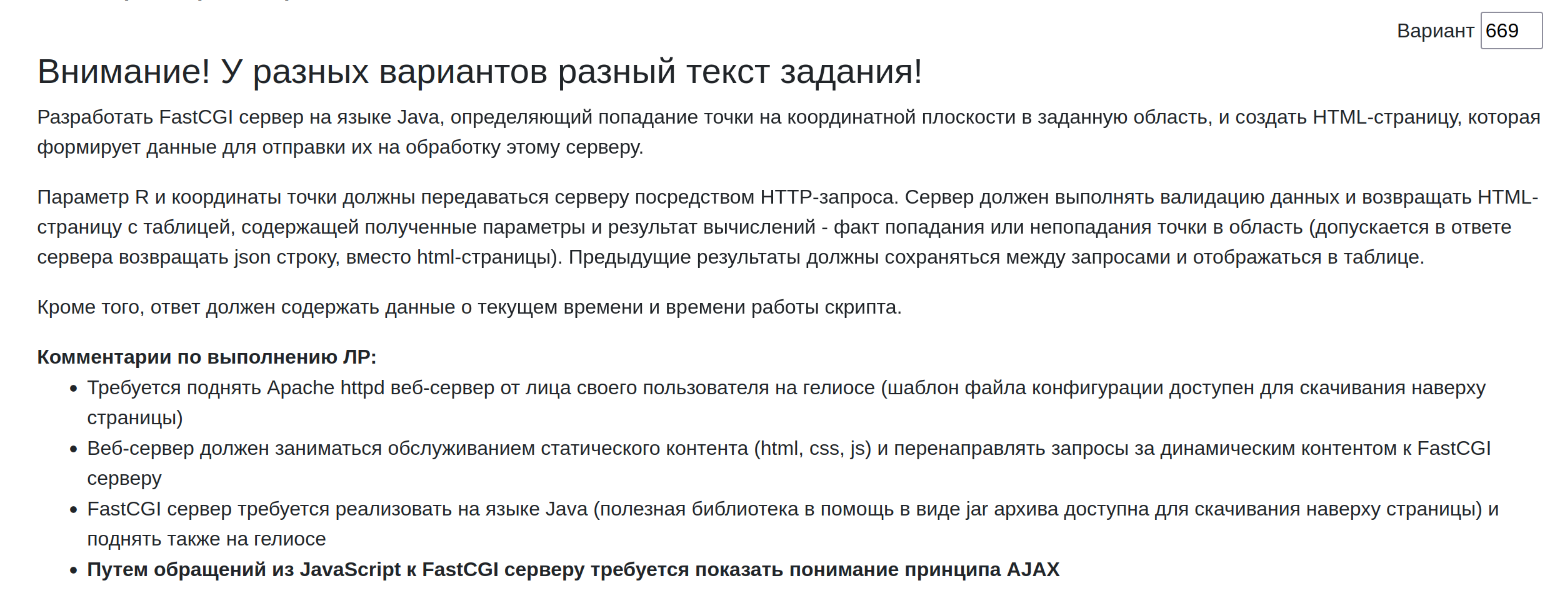 Вариант 669
Внимание! У разных вариантов разный текст задания!
Разработать FastCGI сервер на языке Java, определяющий попадание точки на координатной плоскости в заданную область, и создать HTML-страницу, которая
формирует данные для отправки их на обработку этому серверу.
Параметр R и координаты точки должны передаваться серверу посредством HTTP-запроса. Сервер должен выполнять валидацию данных и возвращать HTML-
страницу с таблицей, содержащей полученные параметры и результат вычислений - факт попадания или непопадания точки в область (допускается в ответе
сервера возвращать json строку, вместо html-страницы). Предыдущие результаты должны сохраняться между запросами и отображаться в таблице.
Кроме того, ответ должен содержать данные о текущем времени и времени работы скрипта.
Комментарии по выполнению ЛР:
• Требуется поднять Apache httpd веб-сервер от лица своего пользователя на гелиосе (шаблон файла конфигурации доступен для скачивания наверху
страницы)
• Веб-сервер должен заниматься обслуживанием статического контента (html, css, js) и перенаправлять запросы за динамическим контентом к FastCGI
серверу
• FastCGI сервер требуется реализовать на языке Java (полезная библиотека в помощь в виде jar архива доступна для скачивания наверху страницы) и
поднять также на гелиосе
• Путем обращений из JavaScript к FastCGI серверу требуется показать понимание принципа AJAX